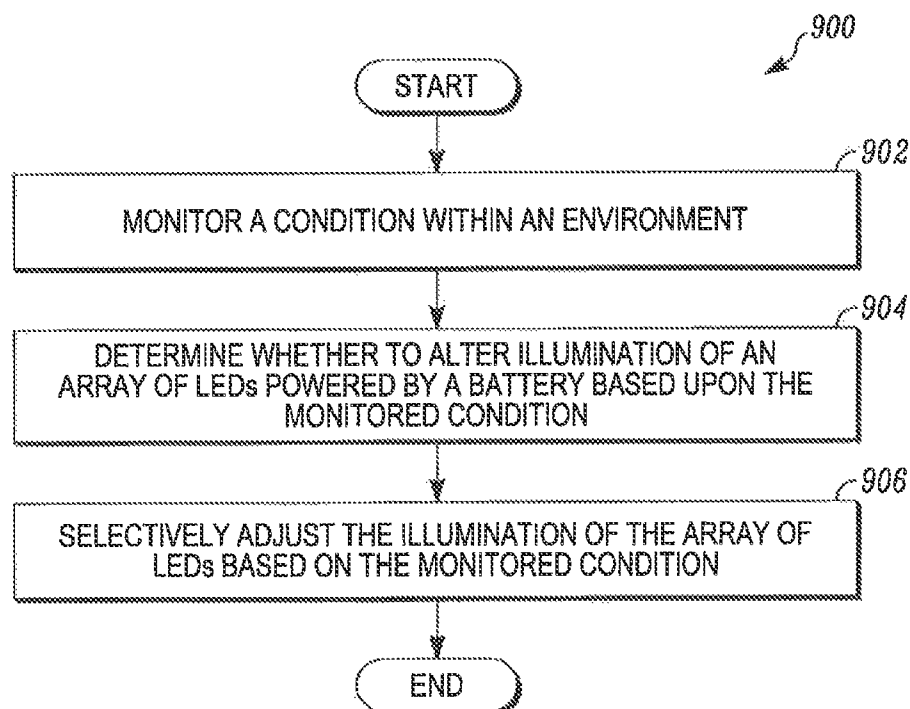 900
START
902
MONITOR A CONDITION WITHIN AN ENVIRONMENT
904
DETERMINE WHETHER TO ALTER ILLUMINATION OF AN
ARRAY OF LEDs POWERED BY A BATTERY BASED UPON THE
MONITORED CONDITION
906
SELECTIVELY ADJUST THE ILLUMINATION OF THE ARRAY OF
LEDs BASED ON THE MONITORED CONDITION
END